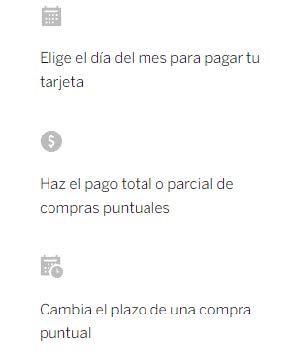 Elige el día del mes para pagar tu
tarjeta
Haz el pago total o parcial de
compras puntuales
Cambia el plazo de una compra
puntual